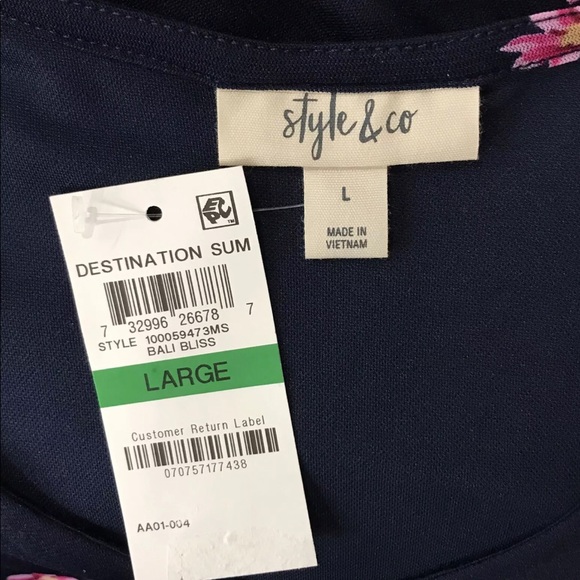 style & co
L
MADE IN
VIETNAM
EPC™
DESTINATION SUM
7 32996 26678 7
STYLE 100059473MS
BALI BLISS
LARGE
Customer Return Label
070757177438
AA01-004